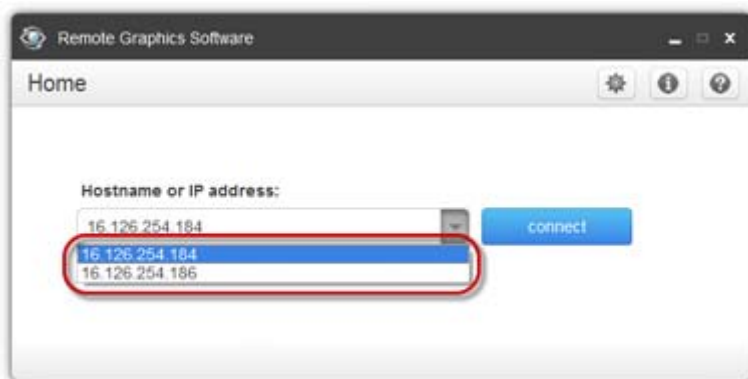 Remote Graphics Software
Home
Hostname or IP address:
16.126.254.184
connect
16.126.254.184
16.126.254.186